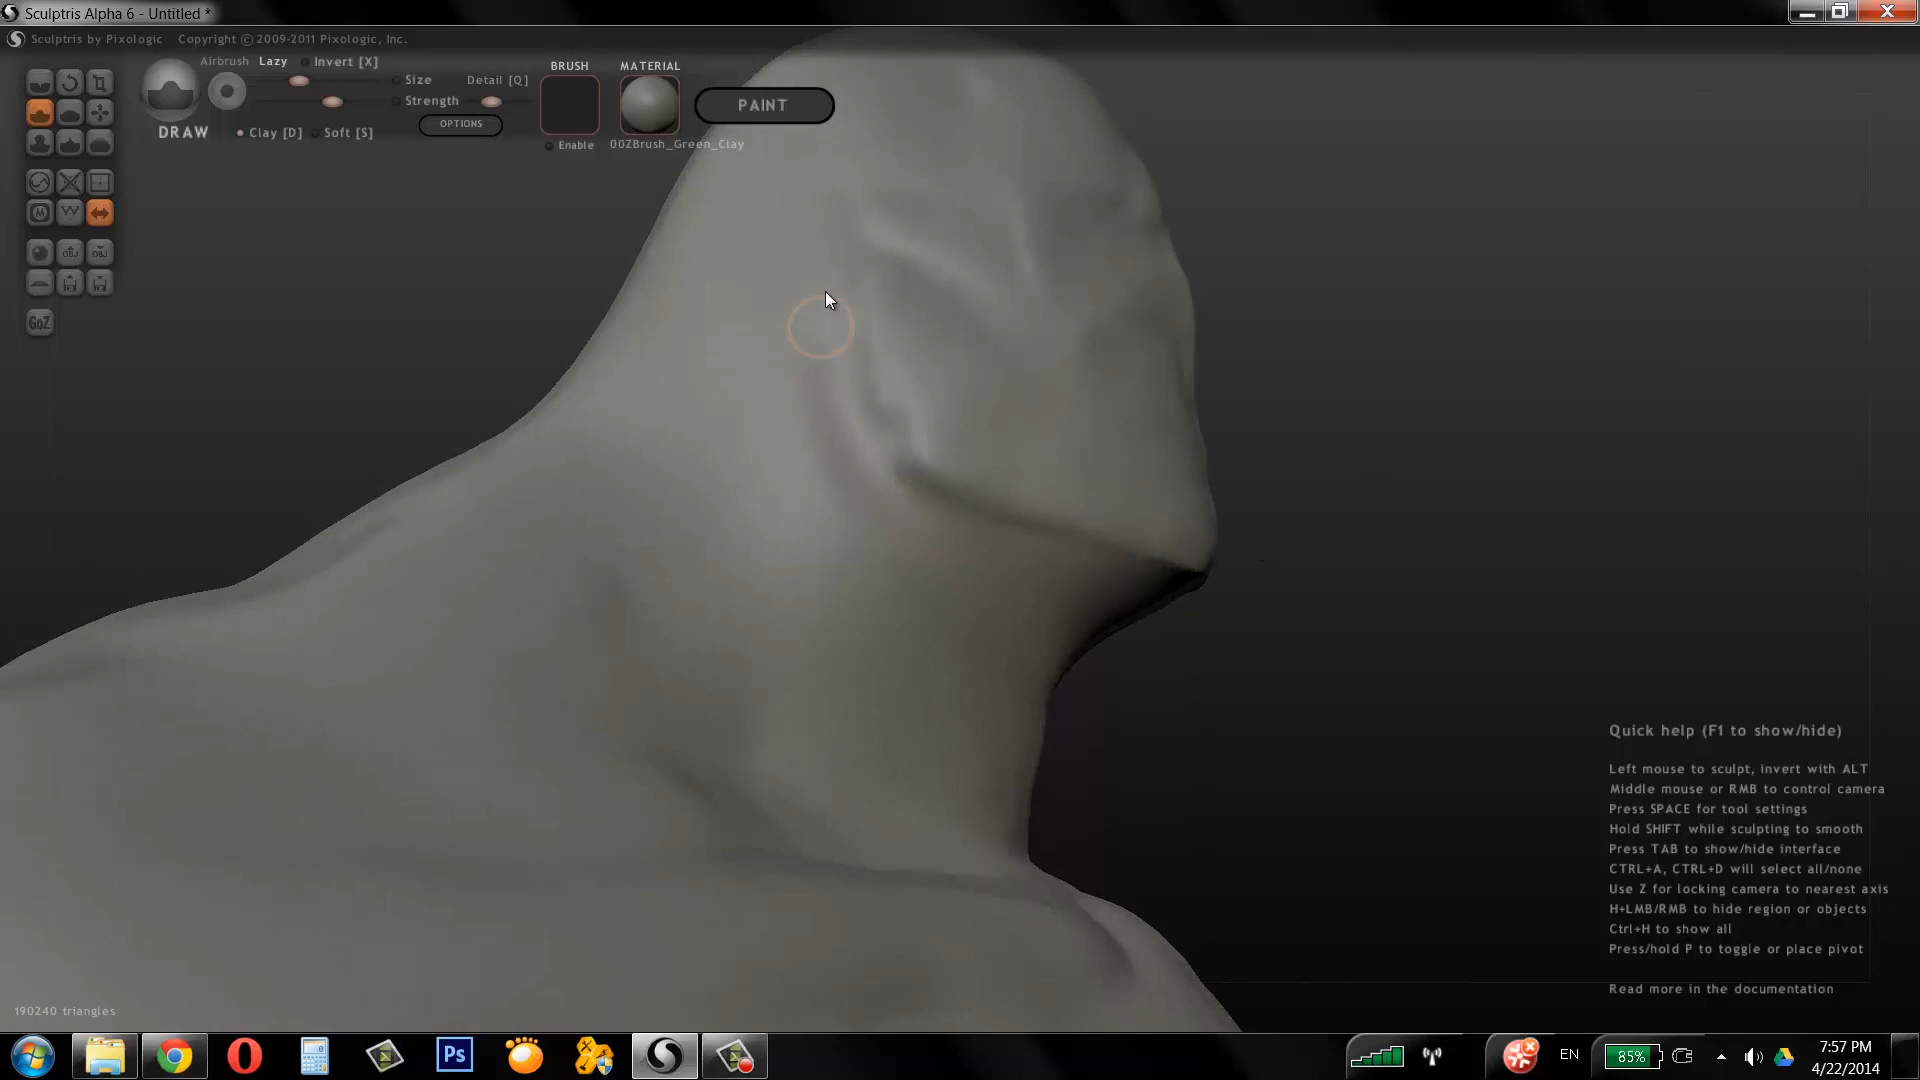 Sculptris Alpha 6 - Untitled *
Sculptris by Pixologic Copyright © 2009-2011 Pixologic, Inc.
Airbrush Lazy Invert [X]
Size Detail [Q]
Strength
DRAW Clay [D] Soft [S]
OPTIONS
BRUSH
Enable
MATERIAL
00ZBrush_Green_Clay
PAINT
OBJ OBJ
GoZ
Quick help (F1 to show/hide)
Left mouse to sculpt, invert with ALT
Middle mouse or RMB to control camera
Press SPACE for tool settings
Hold SHIFT while sculpting to smooth
Press TAB to show/hide interface
CTRL+A, CTRL+D will select all/none
Use Z for locking camera to nearest axis
H+LMB/RMB to hide region or objects
Ctrl+H to show all
Press/hold P to toggle or place pivot
Read more in the documentation
190240 triangles
Ps
EN
85%
7:57 PM
4/22/2014